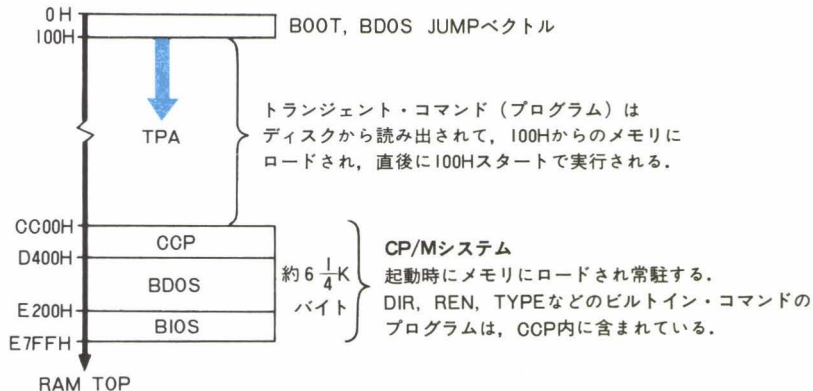 0H
100H
BOOT, BDOS JUMPベクトル
TPA
トランジェント・コマンド（プログラム）は
ディスクから読み出されて，100Hからのメモリに
ロードされ，直後に100Hスタートで実行される．
CC00H
CCP
D400H
BDOS
E200H
BIOS
E7FFH
RAM TOP
約6 1/4 K
バイト
CP/Mシステム
起動時にメモリにロードされ常駐する．
DIR, REN, TYPEなどのビルトイン・コマンドの
プログラムは，CCP内に含まれている．